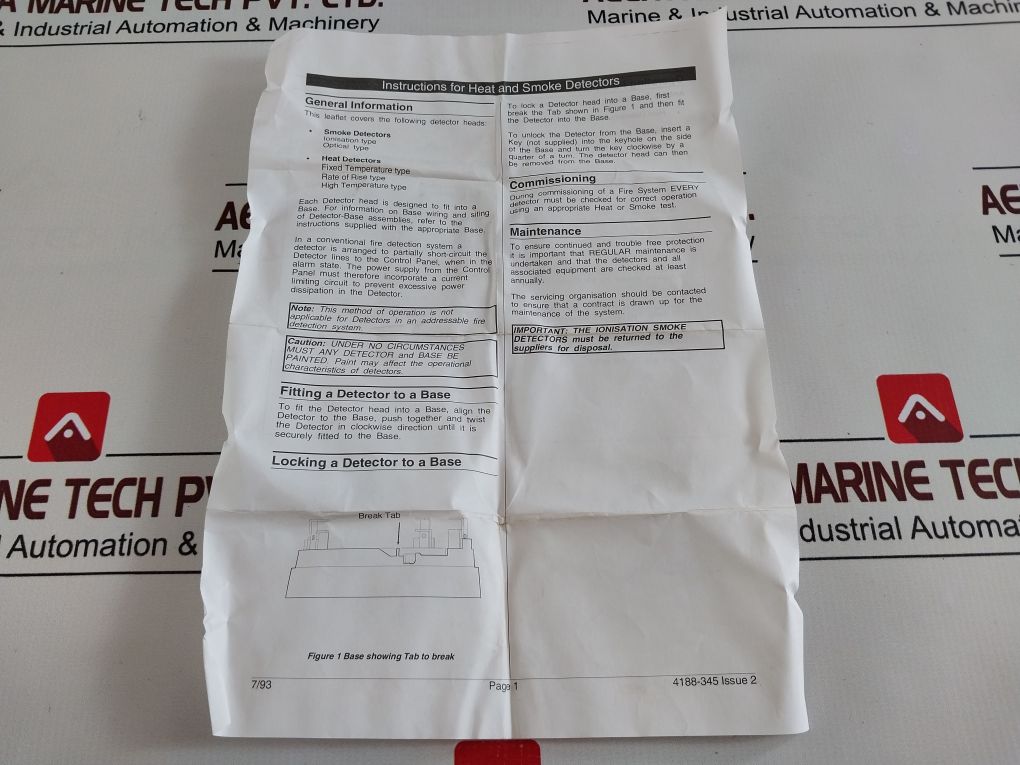 A MARINE TECH PVT. LTD.
& Industrial Automation & Machinery
Marine & Industrial Automation & Machinery
Instructions for Heat and Smoke Detectors
General Information
This leaflet covers the following detector heads:
• Smoke Detectors
Ionisation type
Optical type
• Heat Detectors
Fixed Temperature type
Rate of Rise type
High Temperature type
Each Detector head is designed to fit into a
Base. For information on Base wiring and siting
of Detector-Base assemblies, refer to the
instructions supplied with the appropriate Base.
In a conventional fire detection system a
detector is arranged to partially short-circuit the
Detector lines to the Control Panel, when in the
alarm state. The power supply from the Control
Panel must therefore incorporate a current
limiting circuit to prevent excessive power
dissipation in the Detector.
Note: This method of operation is not
applicable for Detectors in an addressable fire
detection system.
Caution: UNDER NO CIRCUMSTANCES
MUST ANY DETECTOR and BASE BE
PAINTED. Paint may affect the operational
characteristics of detectors.
Fitting a Detector to a Base
To fit the Detector head into a Base, align the
Detector to the Base, push together and twist
the Detector in clockwise direction until it is
securely fitted to the Base.
Locking a Detector to a Base
Break Tab
Figure 1 Base showing Tab to break
To lock a Detector head into a Base, first
break the Tab shown in Figure 1 and then fit
the Detector into the Base.
To unlock the Detector from the Base, insert a
Key (not supplied) into the keyhole on the side
of the Base and turn the key clockwise by a
quarter of a turn. The detector head can then
be removed from the Base.
Commissioning
During commissioning of a Fire System EVERY
detector must be checked for correct operation
using an appropriate Heat or Smoke test.
Maintenance
To ensure continued and trouble free protection
it is important that REGULAR maintenance is
undertaken and that the detectors and all
associated equipment are checked at least
annually.
The servicing organisation should be contacted
to ensure that a contract is drawn up for the
maintenance of the system.
IMPORTANT: THE IONISATION SMOKE
DETECTORS must be returned to the
suppliers for disposal.
7/93
Page 1
4188-345 Issue 2
AE
Ma
AE
Ma
NE TECH PV
Automation &
MARINE TEC
dustrial Automat